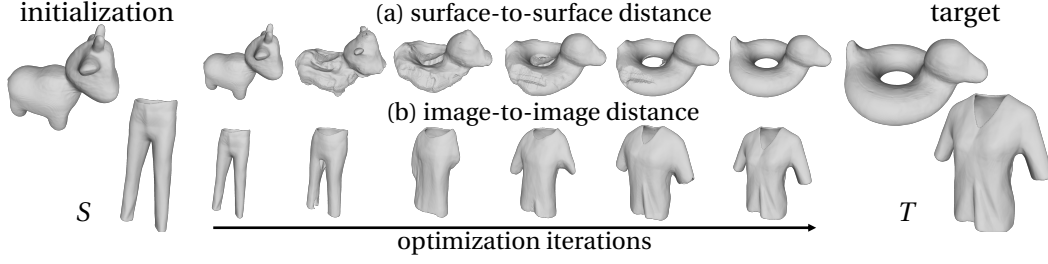 initialization
(a) surface-to-surface distance
target
(b) image-to-image distance
S
T
optimization iterations